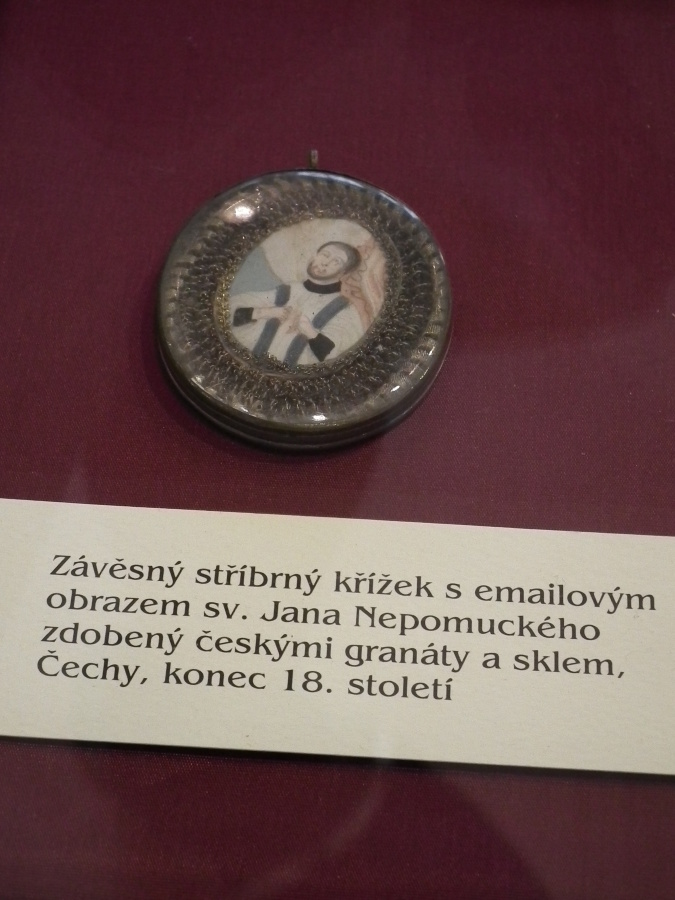 Závěsný stříbrný křížek s emailovým
obrazem sv. Jana Nepomuckého
zdobený českými granáty a sklem,
Čechy, konec 18. století